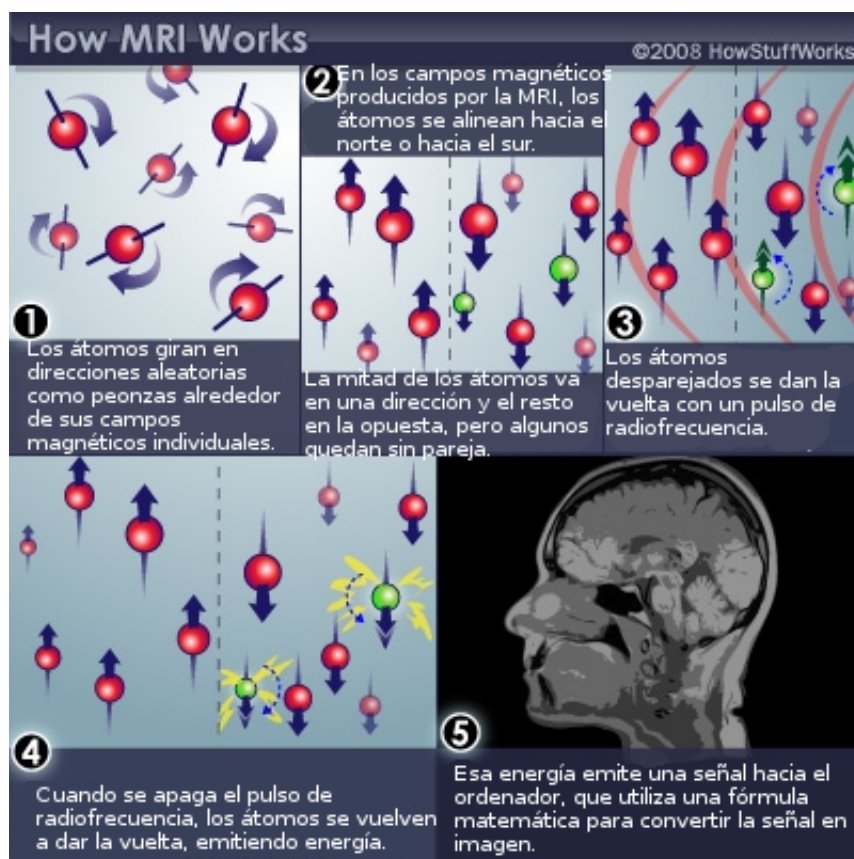 How MRI Works
©2008 HowStuffWorks
1
Los átomos giran en
direcciones aleatorias
como peonzas alrededor
de sus campos
magnéticos individuales.
2
En los campos magnéticos
producidos por la MRI, los
átomos se alinean hacia el
norte o hacia el sur.
La mitad de los átomos va
en una dirección y el resto
en la opuesta, pero algunos
quedan sin pareja.
3
Los átomos
desparejados se dan la
vuelta con un pulso de
radiofrecuencia.
4
Cuando se apaga el pulso de
radiofrecuencia, los átomos se vuelven
a dar la vuelta, emitiendo energía.
5
Esa energía emite una señal hacia el
ordenador, que utiliza una fórmula
matemática para convertir la señal en
imagen.